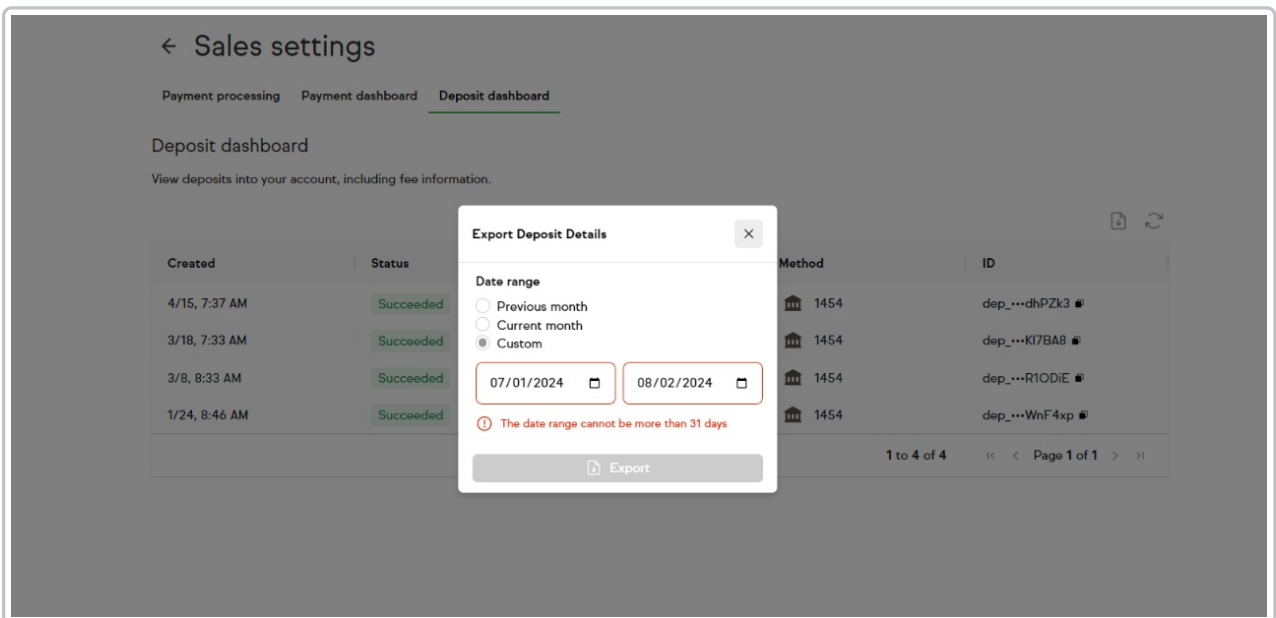 ← Sales settings
Payment processing Payment dashboard Deposit dashboard
Deposit dashboard
View deposits into your account, including fee information.
Export Deposit Details
Date range
Previous month
Current month
Custom
07/01/2024 08/02/2024
The date range cannot be more than 31 days
Export
Created Status Method ID
4/15, 7:37 AM Succeeded 1454 dep_•••dhPZk3
3/18, 7:33 AM Succeeded 1454 dep_•••KI7BA8
3/8, 8:33 AM Succeeded 1454 dep_•••R1ODiE
1/24, 8:46 AM Succeeded 1454 dep_•••WnF4xp
1 to 4 of 4 Page 1 of 1